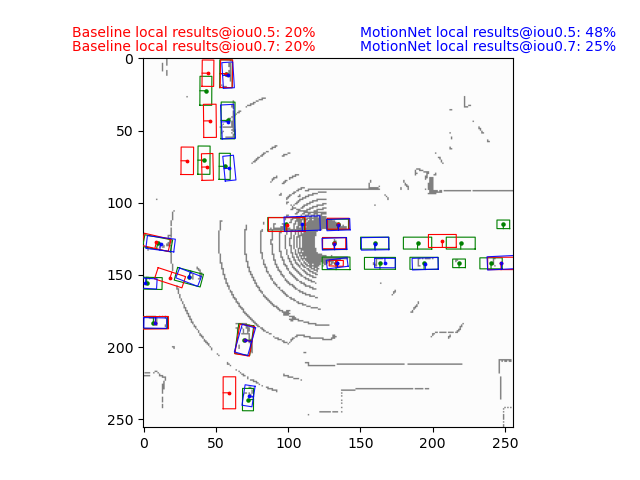 Baseline local results@iou0.5: 20%
Baseline local results@iou0.7: 20%
MotionNet local results@iou0.5: 48%
MotionNet local results@iou0.7: 25%
0
50
100
150
200
250
0 50 100 150 200 250